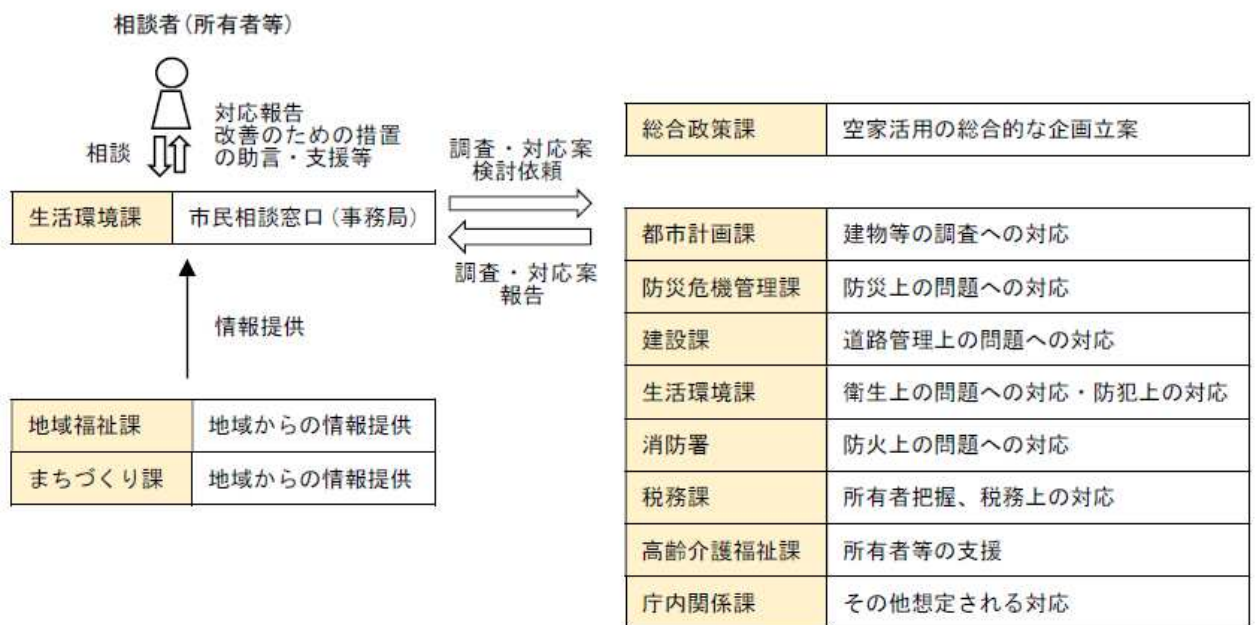 相談者（所有者等）
対応報告
改善のための措置
の助言・支援等
相談
生活環境課 市民相談窓口（事務局）
調査・対応案
検討依頼
調査・対応案
報告
情報提供
地域福祉課 地域からの情報提供
まちづくり課 地域からの情報提供
総合政策課 空家活用の総合的な企画立案
都市計画課 建物等の調査への対応
防災危機管理課 防災上の問題への対応
建設課 道路管理上の問題への対応
生活環境課 衛生上の問題への対応・防犯上の対応
消防署 防火上の問題への対応
税務課 所有者把握、税務上の対応
高齢介護福祉課 所有者等の支援
庁内関係課 その他想定される対応